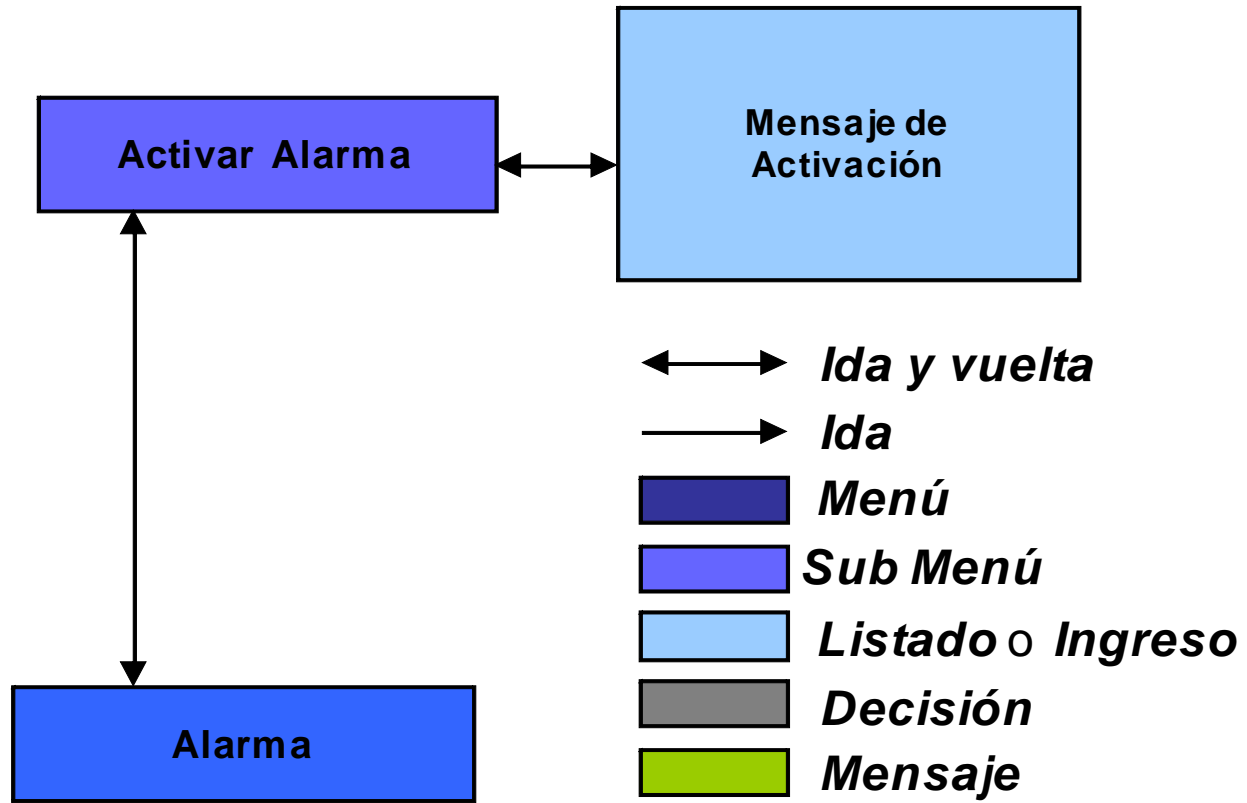 Activar Alarma
Mensaje de
Activación
Ida y vuelta
Ida
Menú
Sub Menú
Listado o Ingreso
Decisión
Mensaje
Alarma